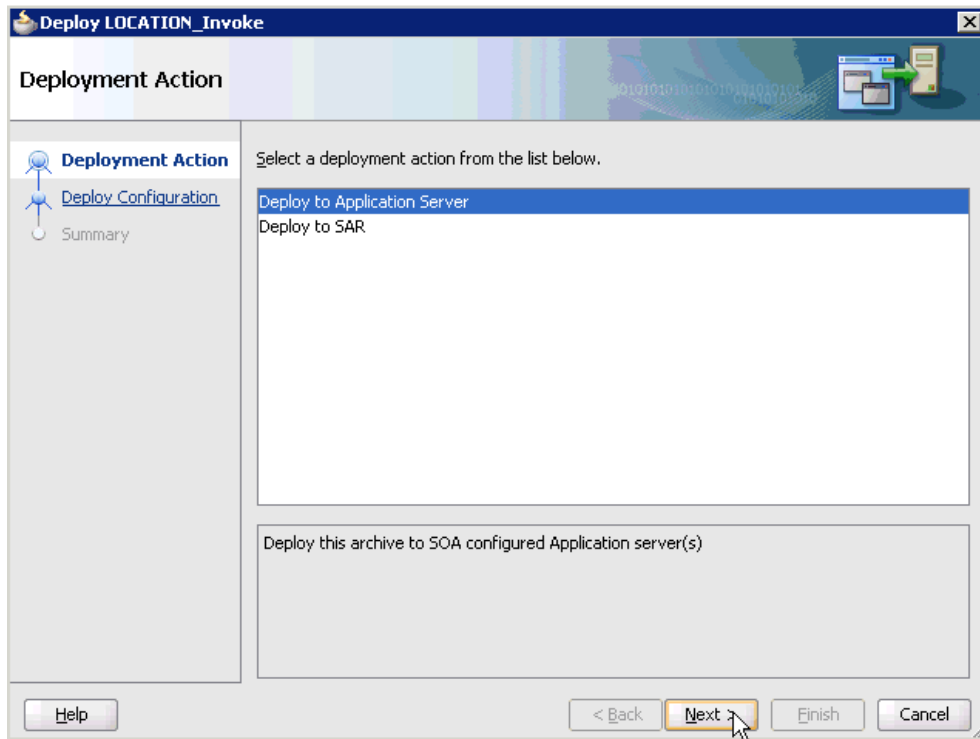 Deploy LOCATION_Invoke
Deployment Action
Deployment Action
Deploy Configuration
Summary
Select a deployment action from the list below.
Deploy to Application Server
Deploy to SAR
Deploy this archive to SOA configured Application server(s)
Help
< Back
Next >
Finish
Cancel